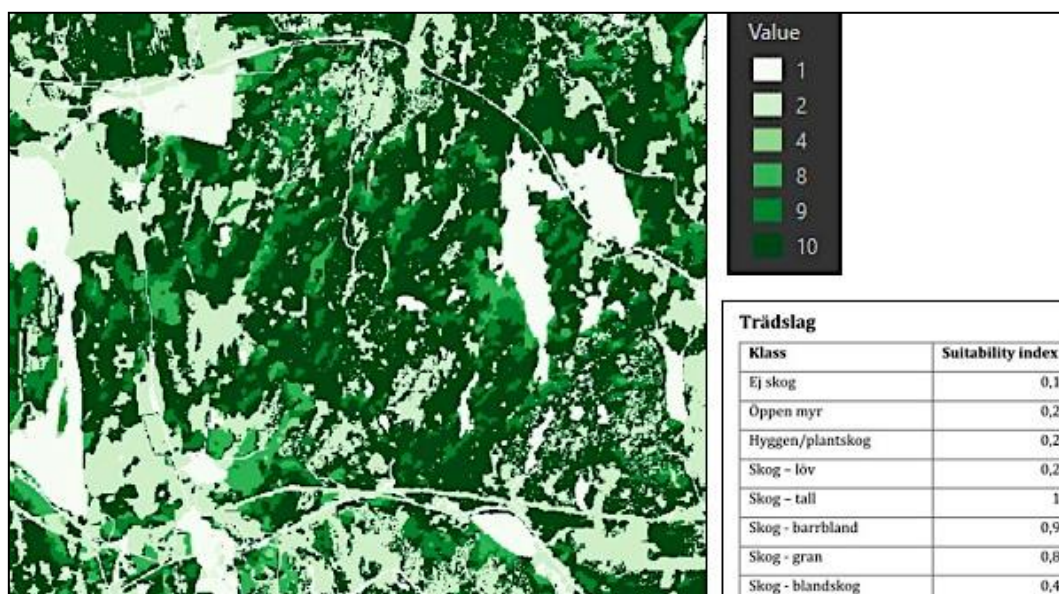 Value
1
2
4
8
9
10
Trädslag
Klass Suitability index
Ej skog 0,1
Öppen myr 0,2
Hyggen/plantskog 0,2
Skog – löv 0,2
Skog – tall 1
Skog - barrbland 0,9
Skog - gran 0,8
Skog - blandskog 0,4